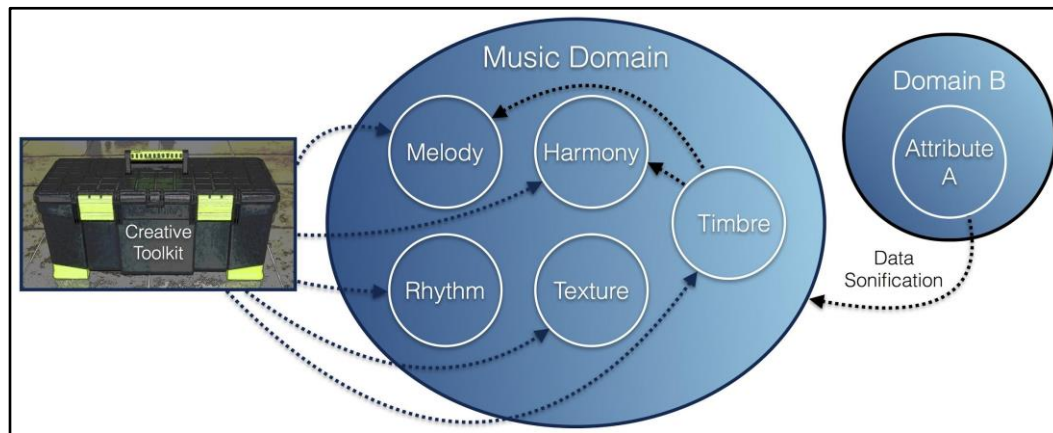 Music Domain
Domain B
Melody
Harmony
Attribute
A
Creative
Toolkit
Timbre
Data
Sonification
Rhythm
Texture